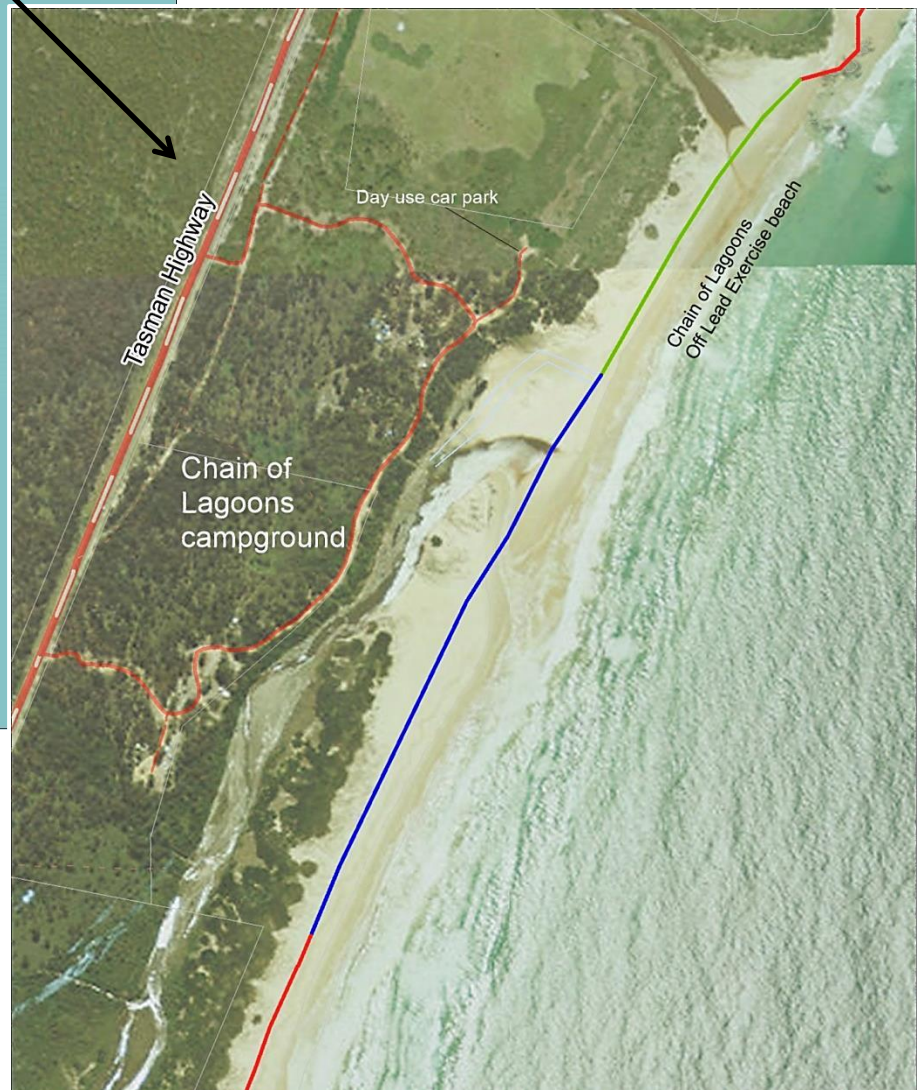 Day use car park
Tasman Highway
Chain of Lagoons
Off Lead Exercise beach
Chain of
Lagoons
campground